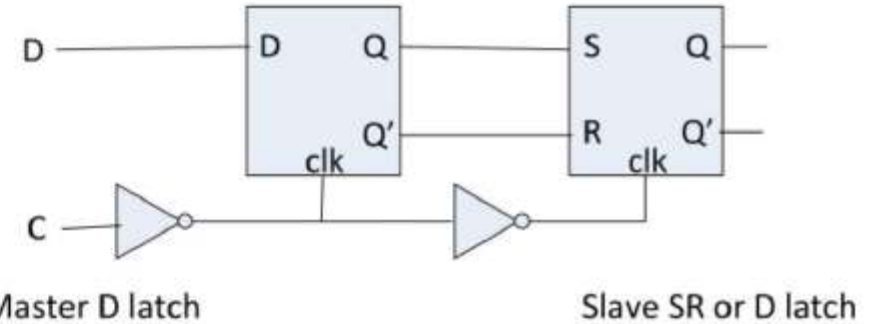 D D Q S Q
Q' R Q'
clk clk
C
Master D latch Slave SR or D latch